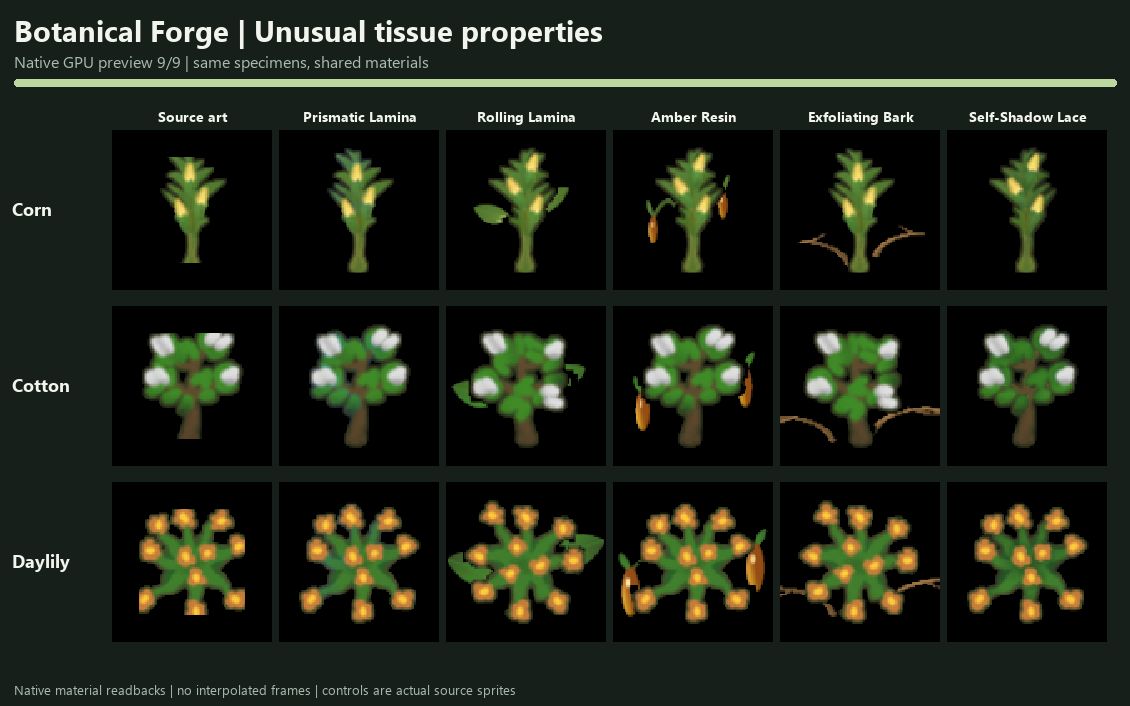 Botanical Forge | Unusual tissue properties
Native GPU preview 9/9 | same specimens, shared materials
Source art Prismatic Lamina Rolling Lamina Amber Resin Exfoliating Bark Self-Shadow Lace
Corn
Cotton
Daylily
Native material readbacks | no interpolated frames | controls are actual source sprites